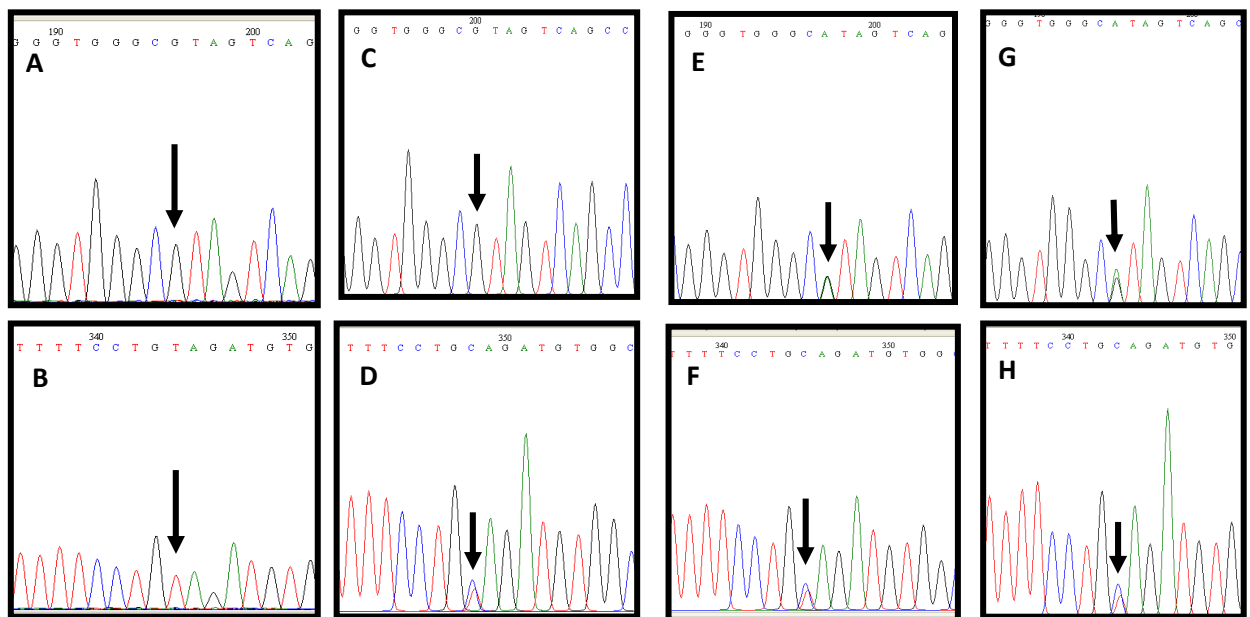 190 200
G G G T G G G C G T A G T C A G
A
200
G G T G G G C G T A G T C A G C C
C
190 200
G G G T G G G C A T A G T C A G
E
G G G T G G G C A T A G T C A G C
G
340 350
T T T T C C T G T A G A T G T G
B
350
T T T C C T G C A G A T G T G G C
D
340 350
T T T T C C T G C A G A T G T G G
F
340 350
T T T T C C T G C A G A T G T G
H